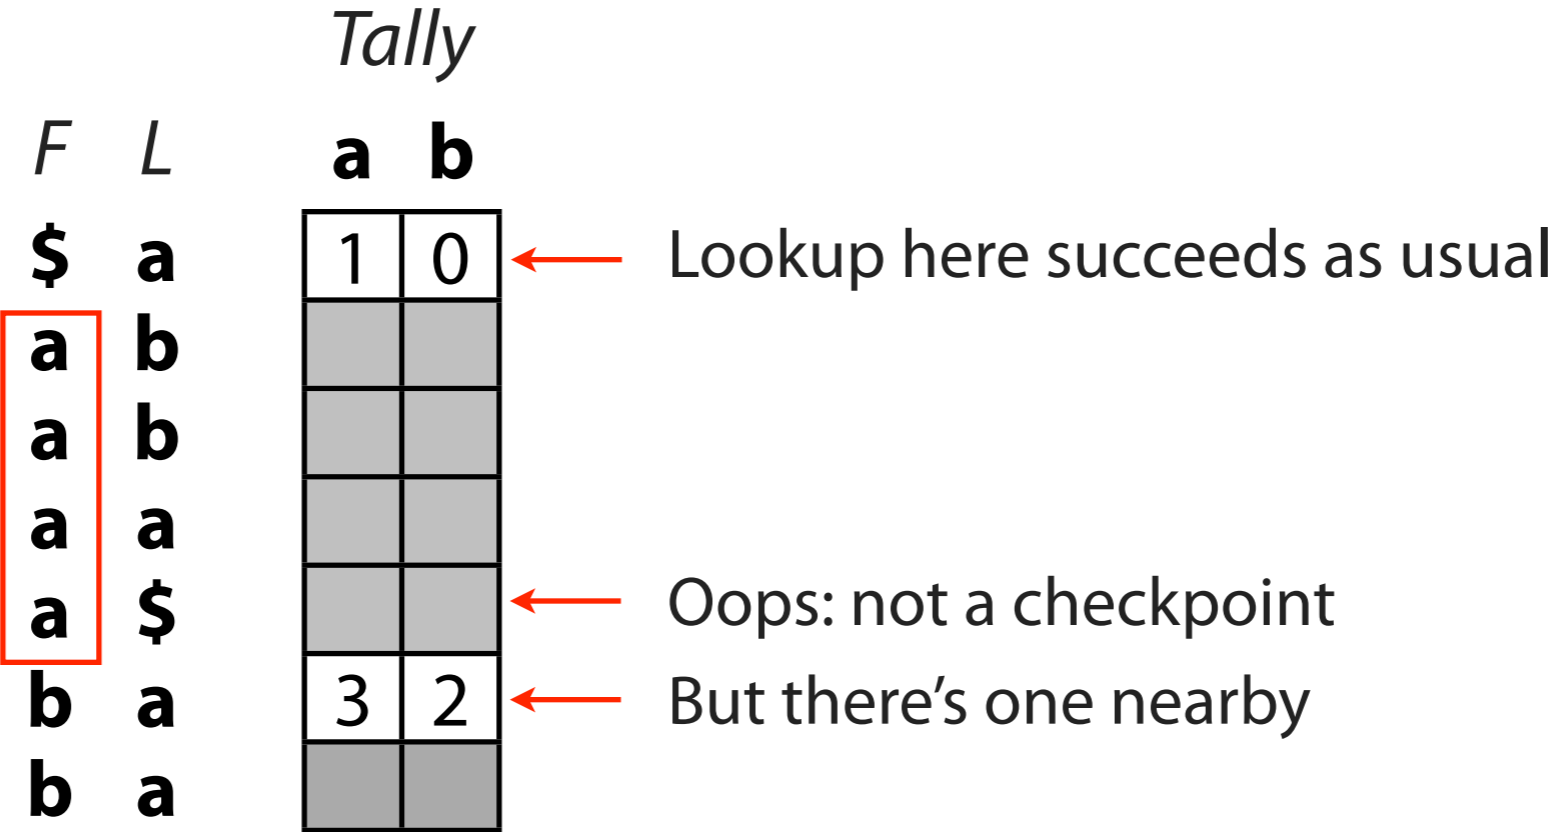 Tally
F L a b
$ a 1 0 Lookup here succeeds as usual
a b
a b
a a
a $ Oops: not a checkpoint
b a 3 2 But there’s one nearby
b a